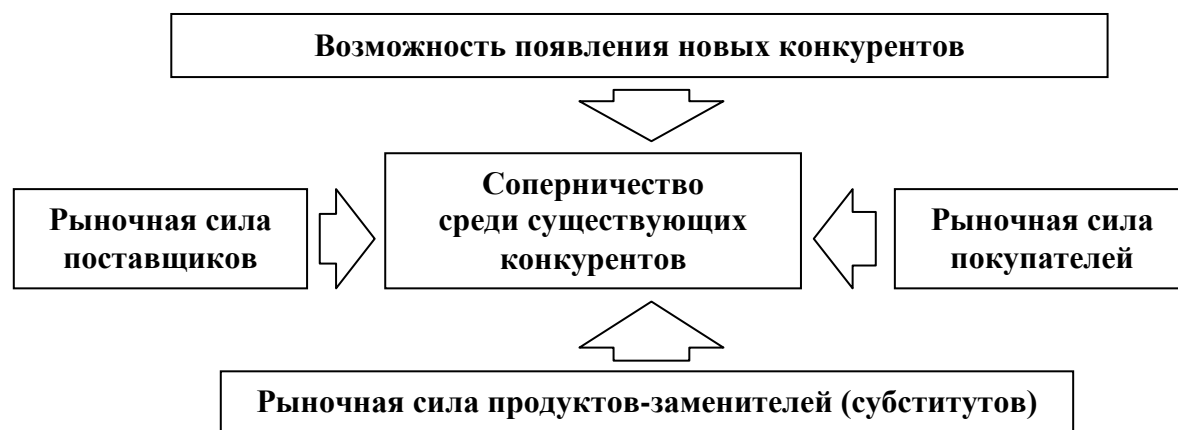 Возможность появления новых конкурентов
Соперничество
среди существующих
конкурентов
Рыночная сила
поставщиков
Рыночная сила
покупателей
Рыночная сила продуктов-заменителей (субститутов)